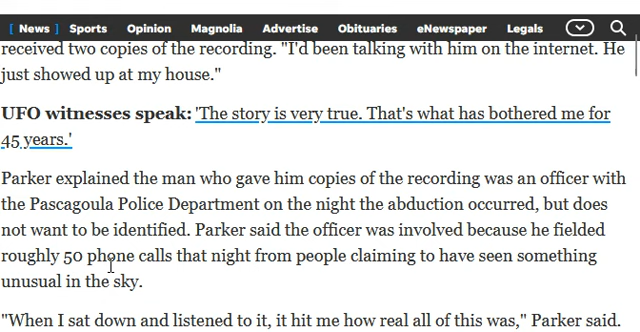 [ News ] Sports Opinion Magnolia Advertise Obituaries eNewspaper Legals
received two copies of the recording. "I'd been talking with him on the internet. He
just showed up at my house."
UFO witnesses speak: 'The story is very true. That's what has bothered me for
45 years.'
Parker explained the man who gave him copies of the recording was an officer with
the Pascagoula Police Department on the night the abduction occurred, but does
not want to be identified. Parker said the officer was involved because he fielded
roughly 50 phone calls that night from people claiming to have seen something
unusual in the sky.
"When I sat down and listened to it, it hit me how real all of this was," Parker said.